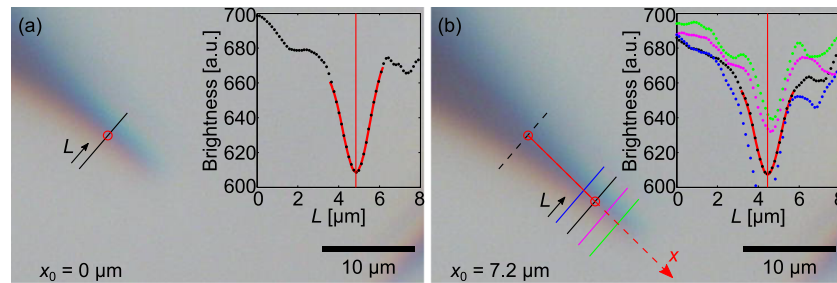 (a)
700
680
660
640
620
600
Brightness [a.u.]
0 2 4 6 8
L [µm]
L
10 µm
x₀ = 0 µm
(b)
700
680
660
640
620
600
Brightness [a.u.]
0 2 4 6 8
L [µm]
L
x
10 µm
x₀ = 7.2 µm